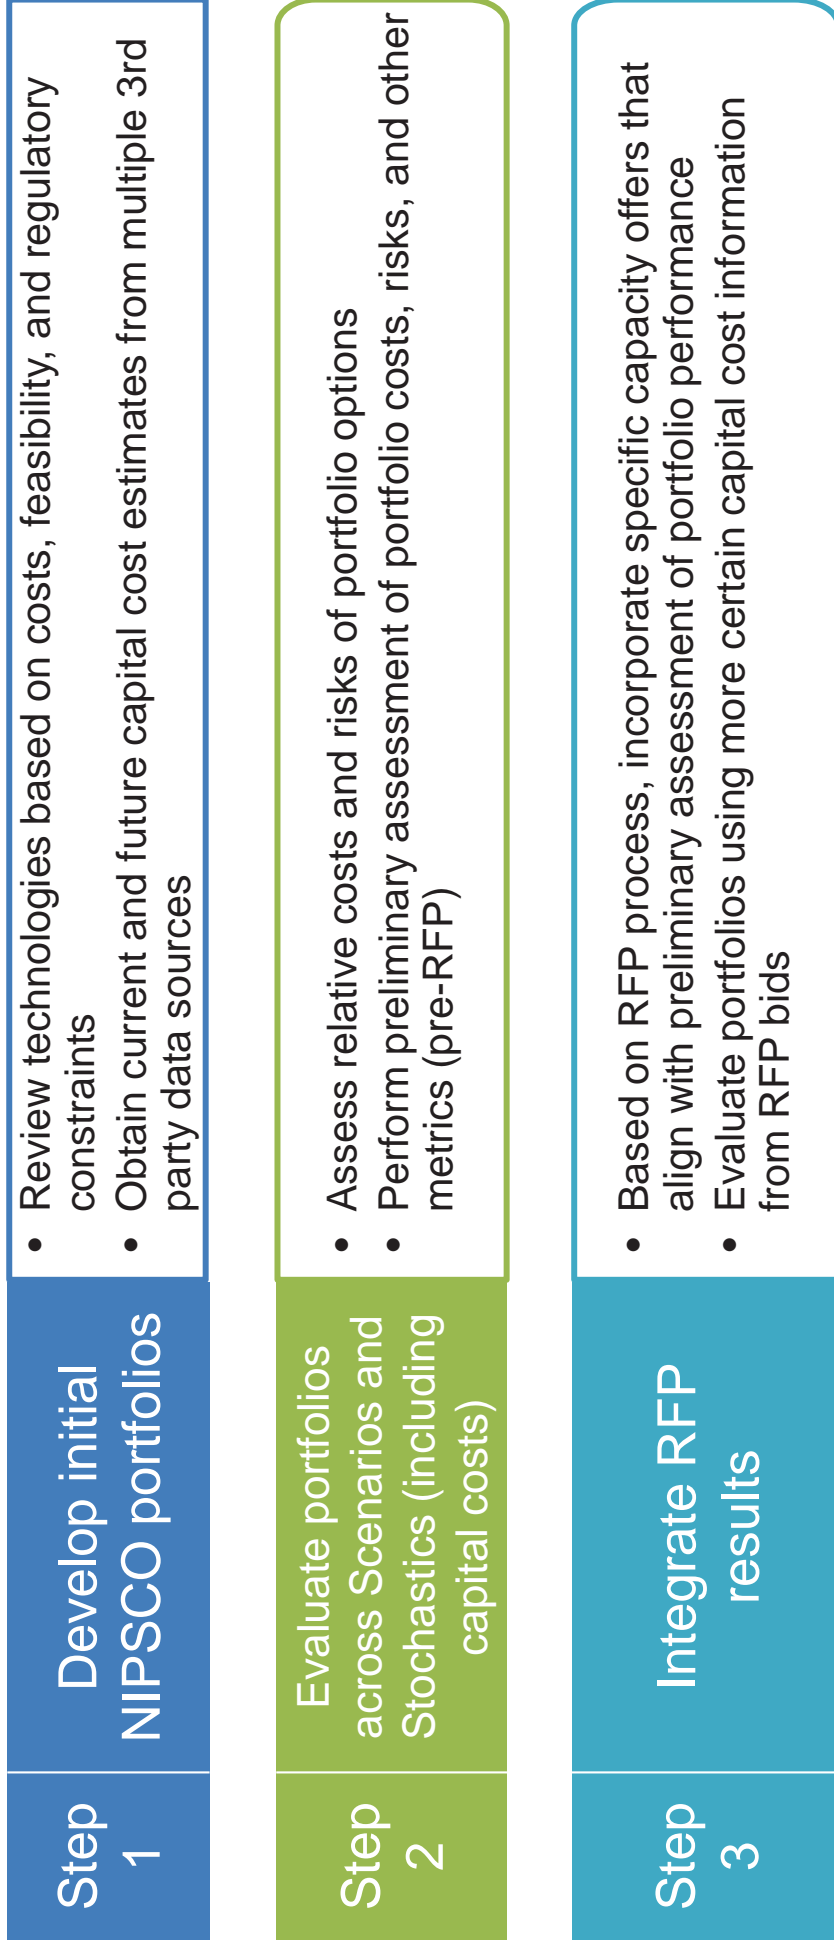 Step
1
Develop initial
NIPSCO portfolios
• Review technologies based on costs, feasibility, and regulatory
constraints
• Obtain current and future capital cost estimates from multiple 3rd
party data sources
Step
2
Evaluate portfolios
across Scenarios and
Stochastics (including
capital costs)
• Assess relative costs and risks of portfolio options
• Perform preliminary assessment of portfolio costs, risks, and other
metrics (pre-RFP)
Step
3
Integrate RFP
results
• Based on RFP process, incorporate specific capacity offers that
align with preliminary assessment of portfolio performance
• Evaluate portfolios using more certain capital cost information
from RFP bids